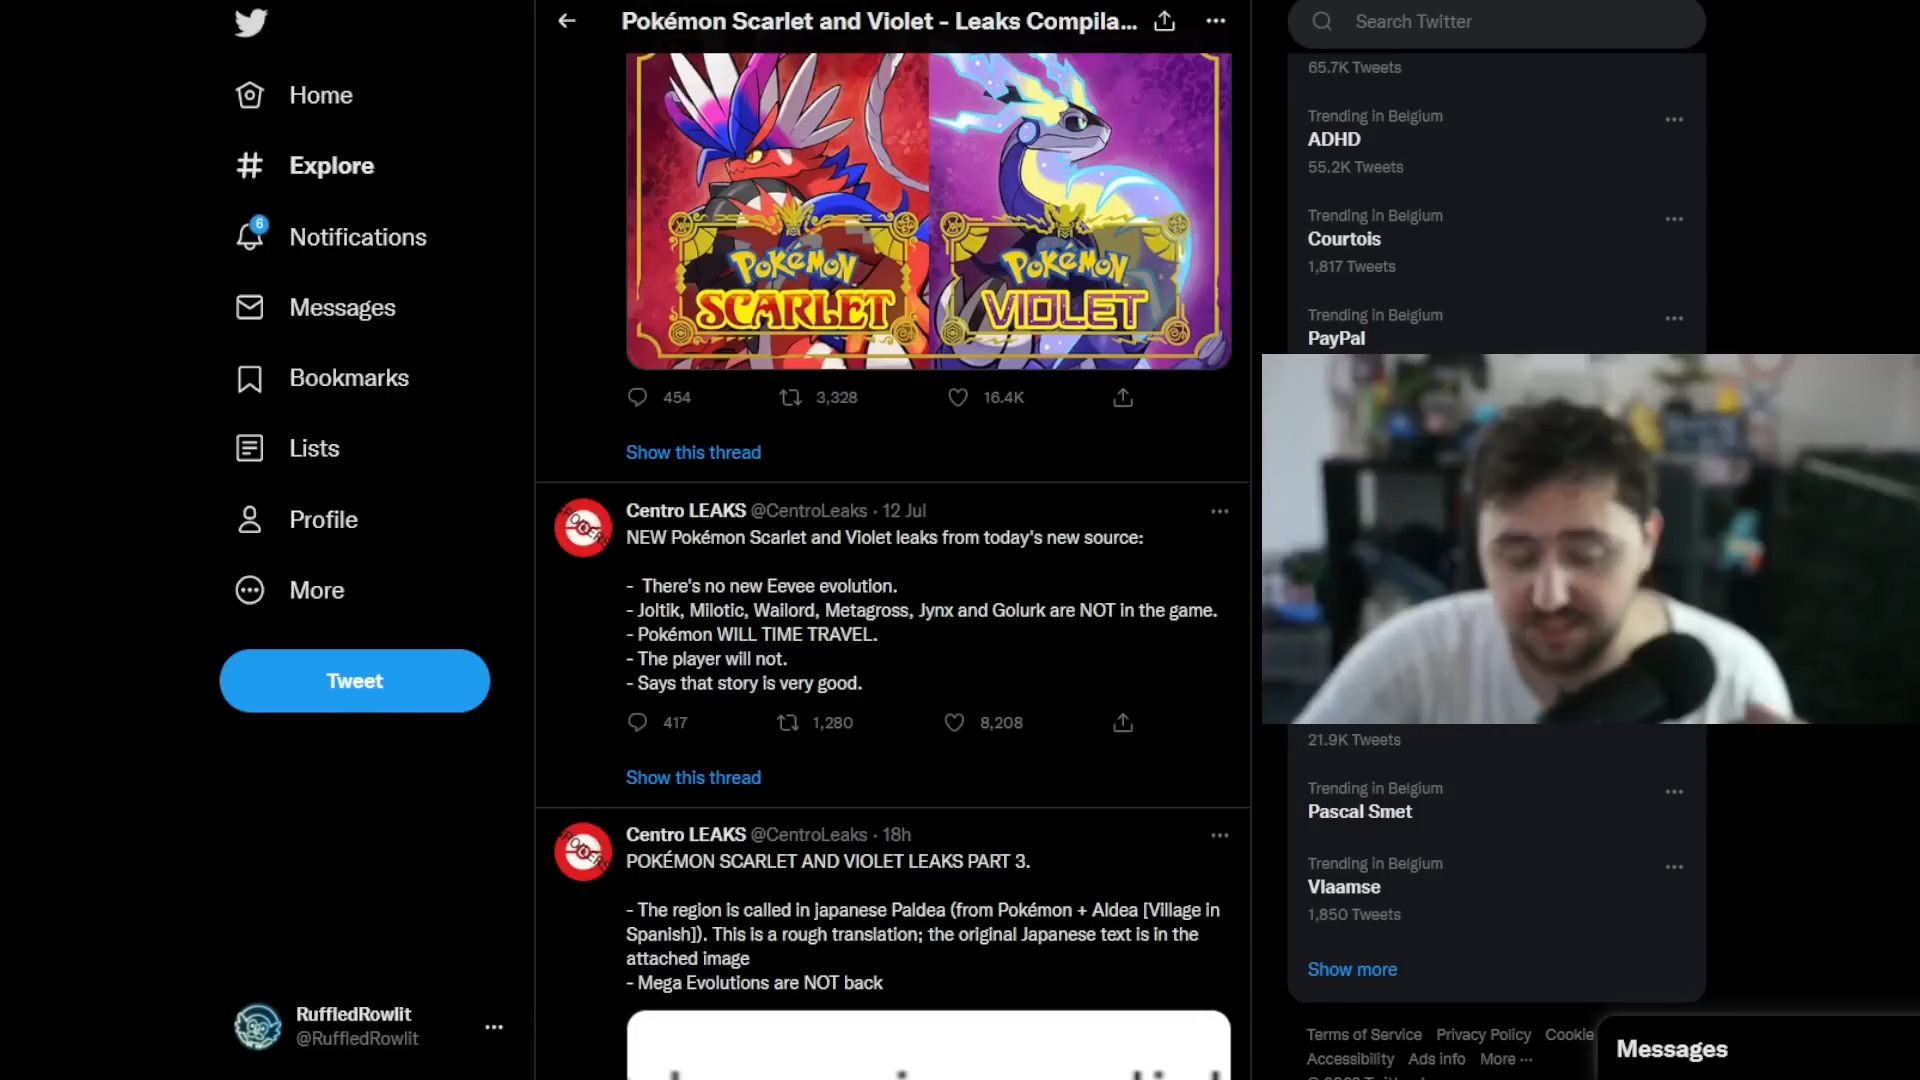 Home
Explore
6
Notifications
Messages
Bookmarks
Lists
Profile
More
Tweet
RuffledRowlit
@RuffledRowlit
Pokémon Scarlet and Violet - Leaks Compila...
POKÉMON SCARLET
POKÉMON VIOLET
454 3,328 16.4K
Show this thread
Centro LEAKS @CentroLeaks · 12 Jul
NEW Pokémon Scarlet and Violet leaks from today's new source:
- There's no new Eevee evolution.
- Joltik, Milotic, Wailord, Metagross, Jynx and Golurk are NOT in the game.
- Pokémon WILL TIME TRAVEL.
- The player will not.
- Says that story is very good.
417 1,280 8,208
Show this thread
Centro LEAKS @CentroLeaks · 18h
POKÉMON SCARLET AND VIOLET LEAKS PART 3.
- The region is called in japanese Paldea (from Pokémon + Aldea [Village in
Spanish]). This is a rough translation; the original Japanese text is in the
attached image
- Mega Evolutions are NOT back
Search Twitter
65.7K Tweets
Trending in Belgium
ADHD
55.2K Tweets
Trending in Belgium
Courtois
1,817 Tweets
Trending in Belgium
PayPal
21.9K Tweets
Trending in Belgium
Pascal Smet
Trending in Belgium
Vlaamse
1,850 Tweets
Show more
Terms of Service Privacy Policy Cookie
Accessibility Ads info More ···
Messages